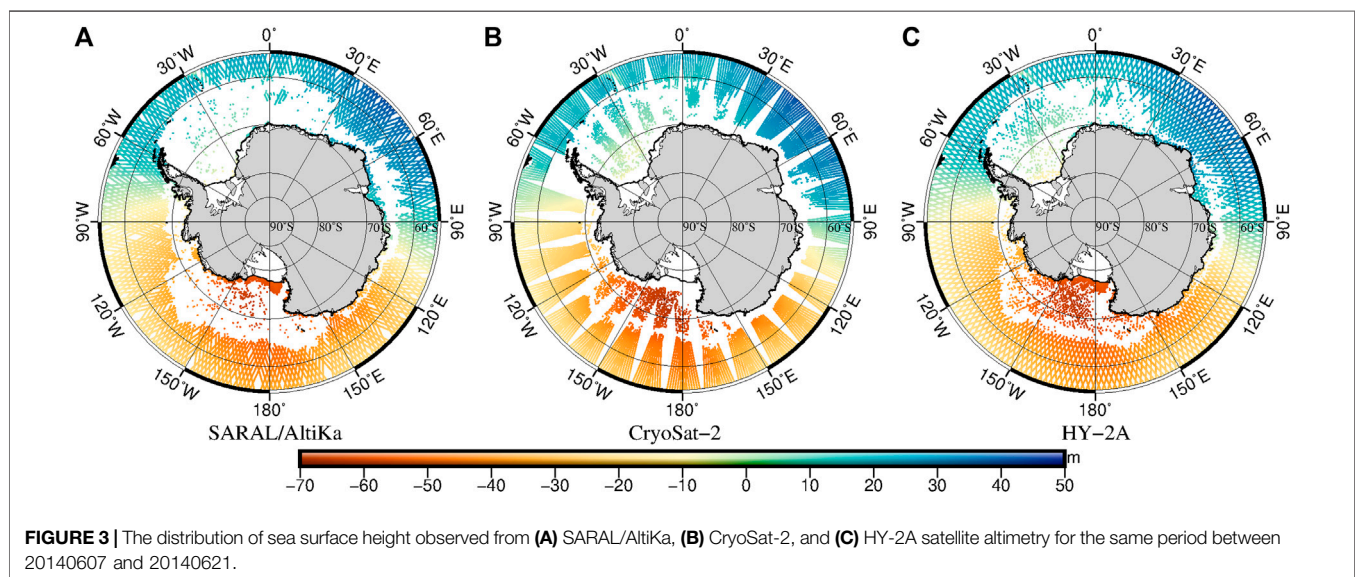 A
0°
30°E
60°E
90°E
120°E
150°E
180°
150°W
120°W
90°W
60°W
30°W
90°S
80°S
70°S
60°S
SARAL/AltiKa
B
0°
30°E
60°E
90°E
120°E
150°E
180°
150°W
120°W
90°W
60°W
30°W
90°S
80°S
70°S
60°S
CryoSat-2
C
0°
30°E
60°E
90°E
120°E
150°E
180°
150°W
120°W
90°W
60°W
30°W
90°S
80°S
70°S
60°S
HY-2A
m
−70 −60 −50 −40 −30 −20 −10 0 10 20 30 40 50
FIGURE 3 | The distribution of sea surface height observed from (A) SARAL/AltiKa, (B) CryoSat-2, and (C) HY-2A satellite altimetry for the same period between
20140607 and 20140621.